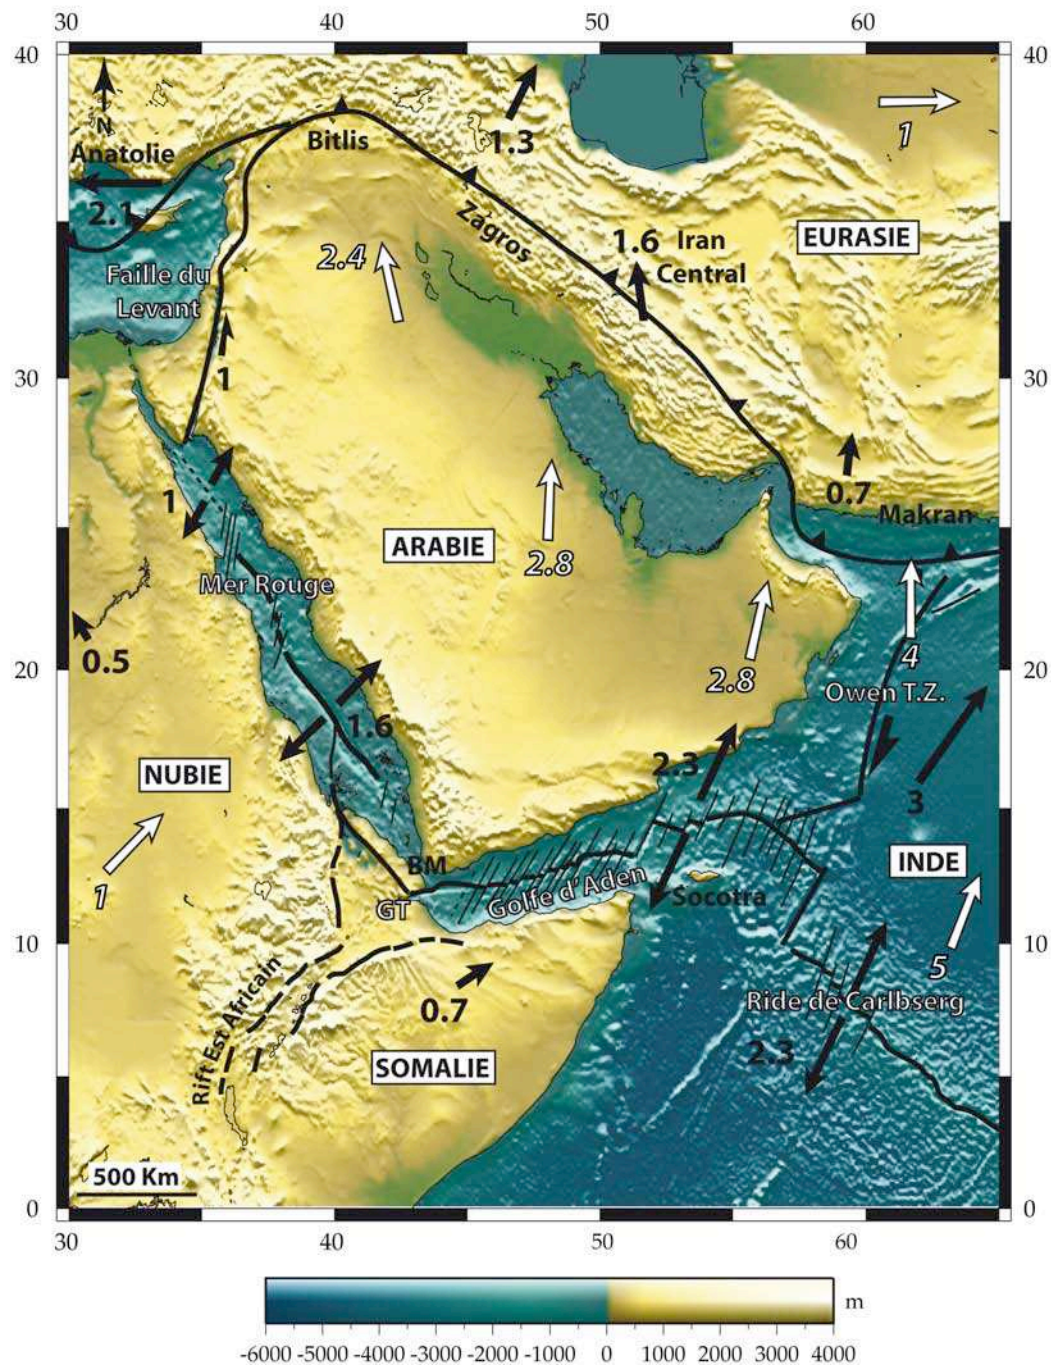 30 40 50 60
40 40
N
Anatolie
Bitlis
1.3
1
2.1
Zagros
1.6 Iran
Central
EURASIE
2.4
Faille du
Levant
30 30
1
1
0.7
Makran
ARABIE
2.8
Mer Rouge
0.5
20 20
2.8
4
Owen T.Z.
1.6
2.3
NUBIE
3
1
BM
INDE
GT
Golfe d'Aden
Socotra
10 10
5
Rift Est Africain
0.7
Ride de Carlbserg
2.3
SOMALIE
500 Km
0 0
30 40 50 60
m
-6000 -5000 -4000 -3000 -2000 -1000 0 1000 2000 3000 4000